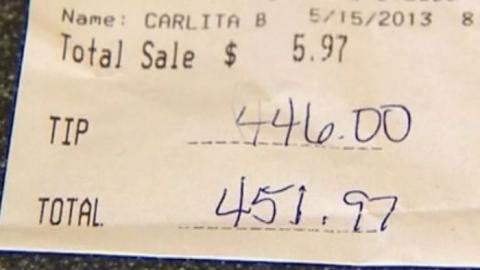 Name: CARLITA B 5/15/2013 8
Total Sale $ 5.97
TIP 446.00
TOTAL 451.97